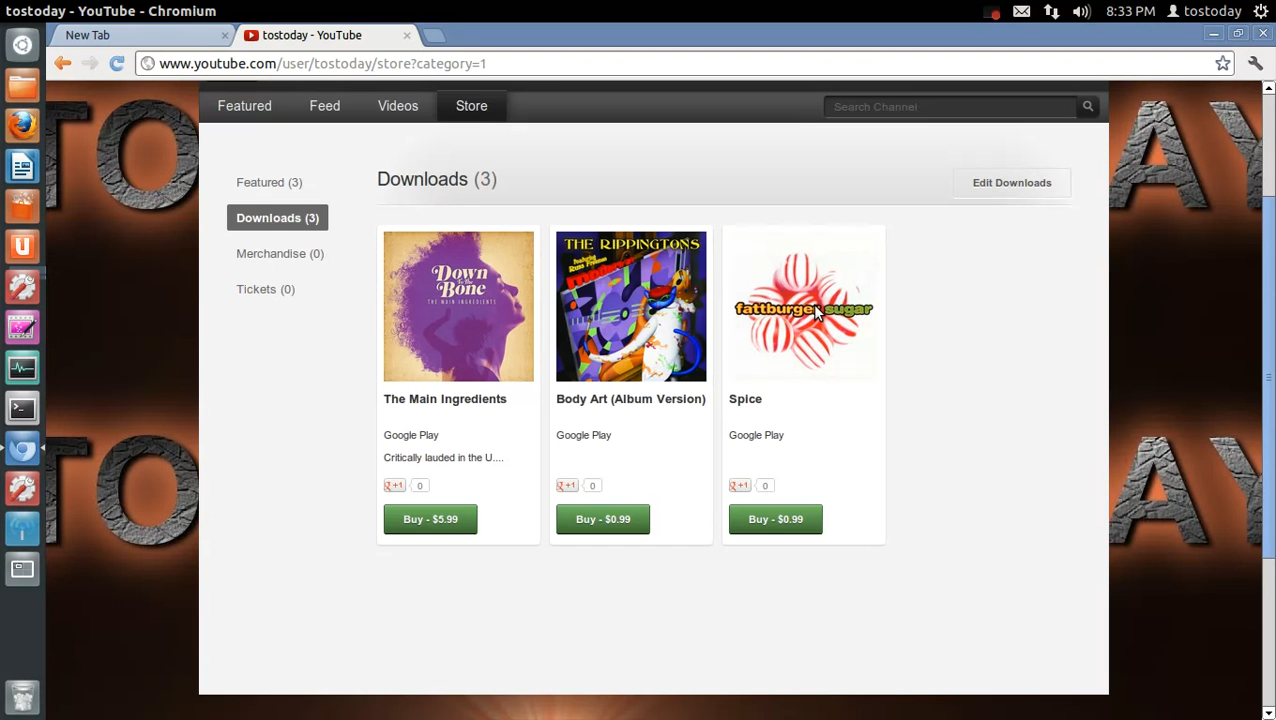 tostoday - YouTube - Chromium
8:33 PM tostoday
New Tab
tostoday - YouTube
www.youtube.com/user/tostoday/store?category=1
Featured Feed Videos Store
Search Channel
Featured (3)
Downloads (3)
Merchandise (0)
Tickets (0)
Downloads (3)
Edit Downloads
Down
to the
Bone
THE MAIN INGREDIENTS
The Main Ingredients
Google Play
Critically lauded in the U....
+1 0
Buy - $5.99
THE RIPPINGTONS
featuring
Russ Freeman
Body Art (Album Version)
Google Play
+1 0
Buy - $0.99
fattburger sugar
Spice
Google Play
+1 0
Buy - $0.99